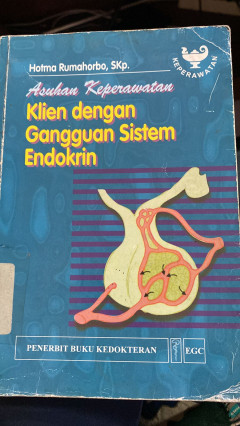 Hotma Rumahorbo, SKp.
KEPERAWATAN
Asuhan Keperawatan
Klien dengan
Gangguan Sistem
Endokrin
PENERBIT BUKU KEDOKTERAN
EGC